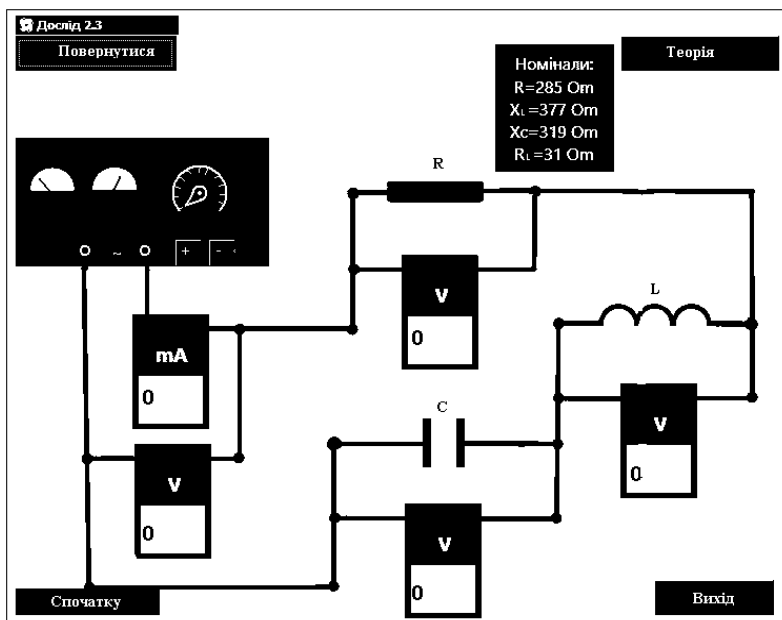 Дослід 2.3
Повернутися
Теорія
Номінали:
R=285 Om
XL=377 Om
Xc=319 Om
RL=31 Om
R
~
+
-
V
0
L
mA
0
C
V
0
V
0
V
0
Спочатку
Вихід